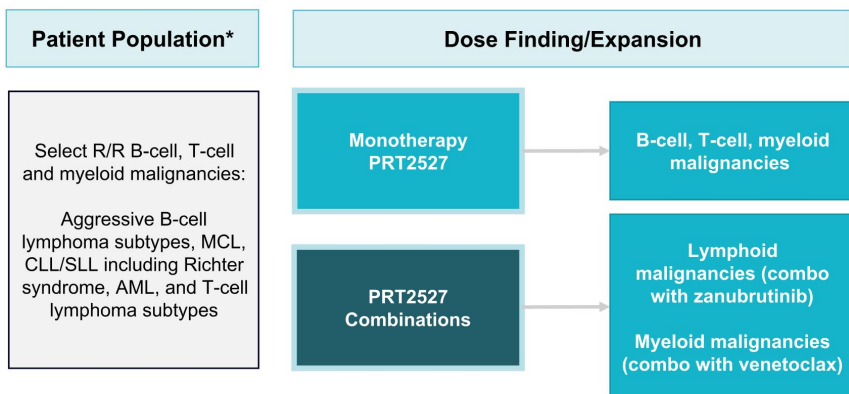 Patient Population*
Dose Finding/Expansion
Select R/R B-cell, T-cell
and myeloid malignancies:
Aggressive B-cell
lymphoma subtypes, MCL,
CLL/SLL including Richter
syndrome, AML, and T-cell
lymphoma subtypes
Monotherapy
PRT2527
B-cell, T-cell, myeloid
malignancies
PRT2527
Combinations
Lymphoid
malignancies (combo
with zanubrutinib)
Myeloid malignancies
(combo with venetoclax)